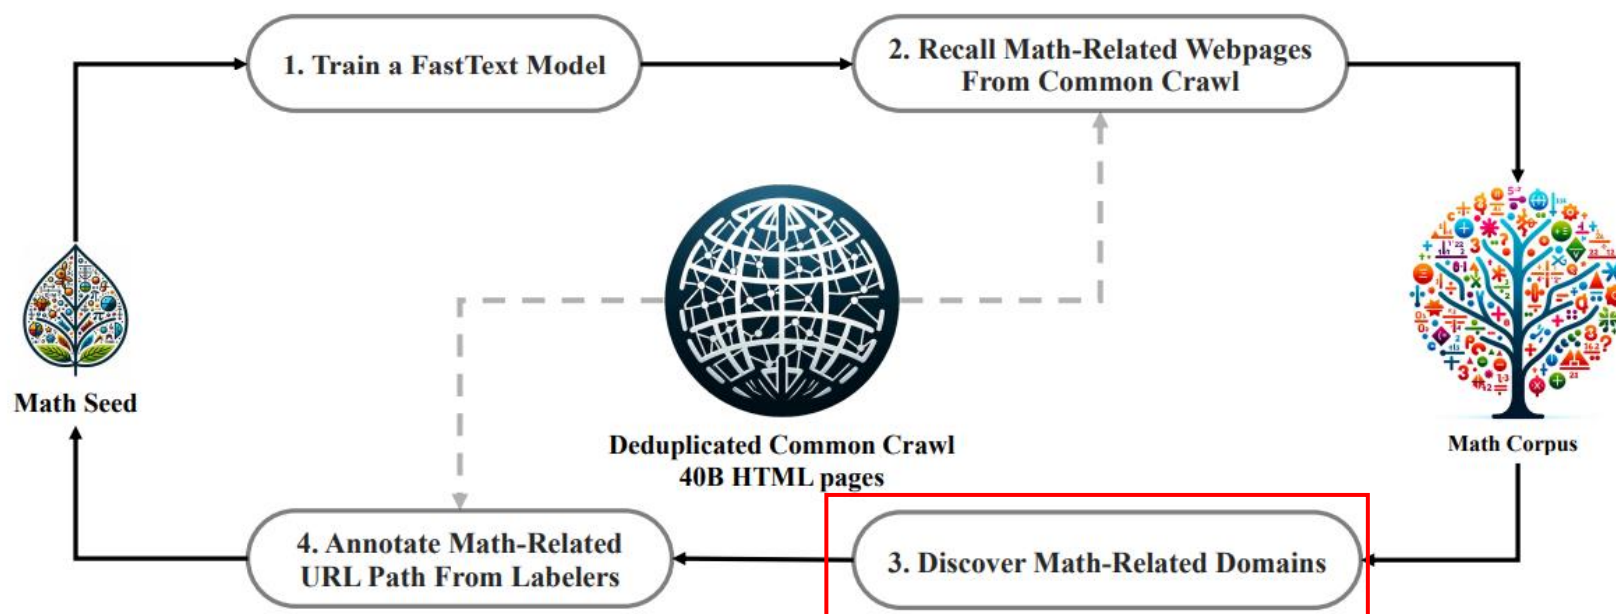 1. Train a FastText Model
2. Recall Math-Related Webpages
From Common Crawl
Math Seed
Deduplicated Common Crawl
40B HTML pages
Math Corpus
4. Annotate Math-Related
URL Path From Labelers
3. Discover Math-Related Domains